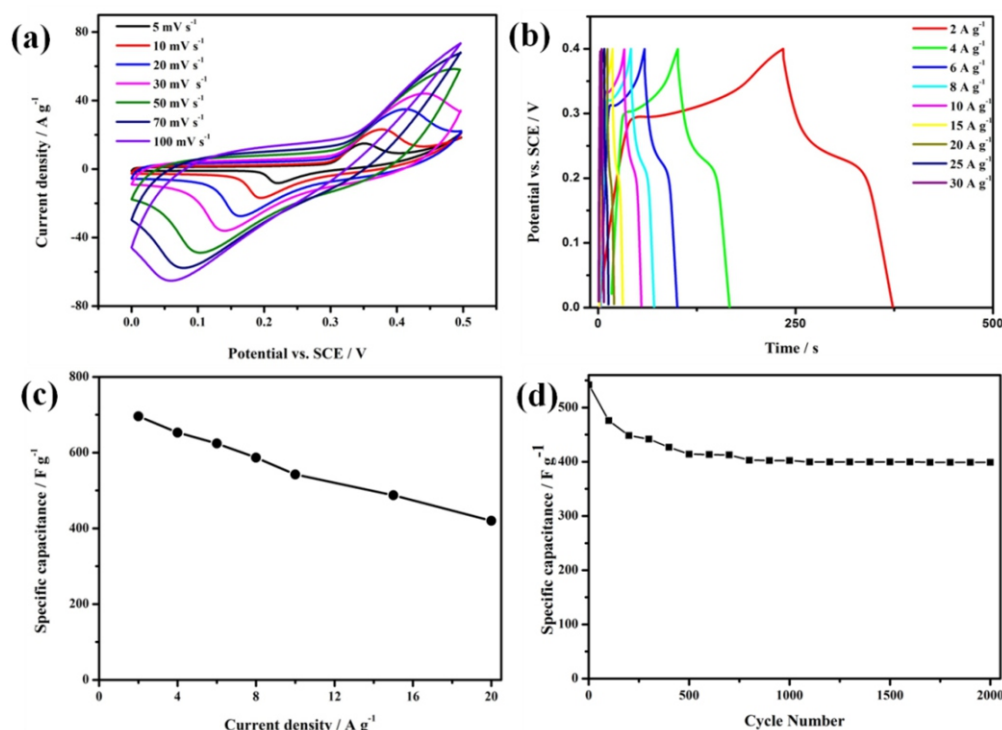 (a)
5 mV s-1
10 mV s-1
20 mV s-1
30 mV s-1
50 mV s-1
70 mV s-1
100 mV s-1
80
40
0
-40
-80
Current density / A g-1
0.0 0.1 0.2 0.3 0.4 0.5
Potential vs. SCE / V
(b)
2 A g-1
4 A g-1
6 A g-1
8 A g-1
10 A g-1
15 A g-1
20 A g-1
25 A g-1
30 A g-1
0.4
0.3
0.2
0.1
0.0
Potential vs. SCE / V
0 250 500
Time / s
(c)
800
600
400
200
0
Specific capacitance / F g-1
0 4 8 12 16 20
Current density / A g-1
(d)
500
400
300
200
100
0
Specific capacitance / F g-1
0 500 1000 1500 2000
Cycle Number